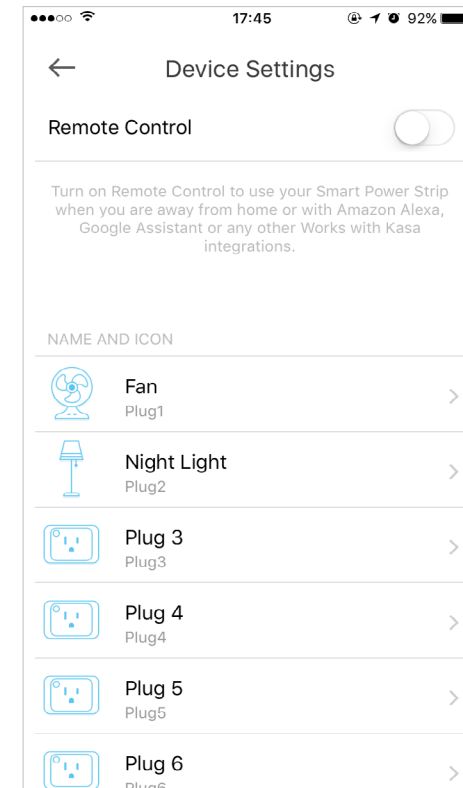 17:45
92%
Device Settings
Remote Control
Turn on Remote Control to use your Smart Power Strip
when you are away from home or with Amazon Alexa,
Google Assistant or any other Works with Kasa
integrations.
NAME AND ICON
Fan
Plug1
Night Light
Plug2
Plug 3
Plug3
Plug 4
Plug4
Plug 5
Plug5
Plug 6
Plug6